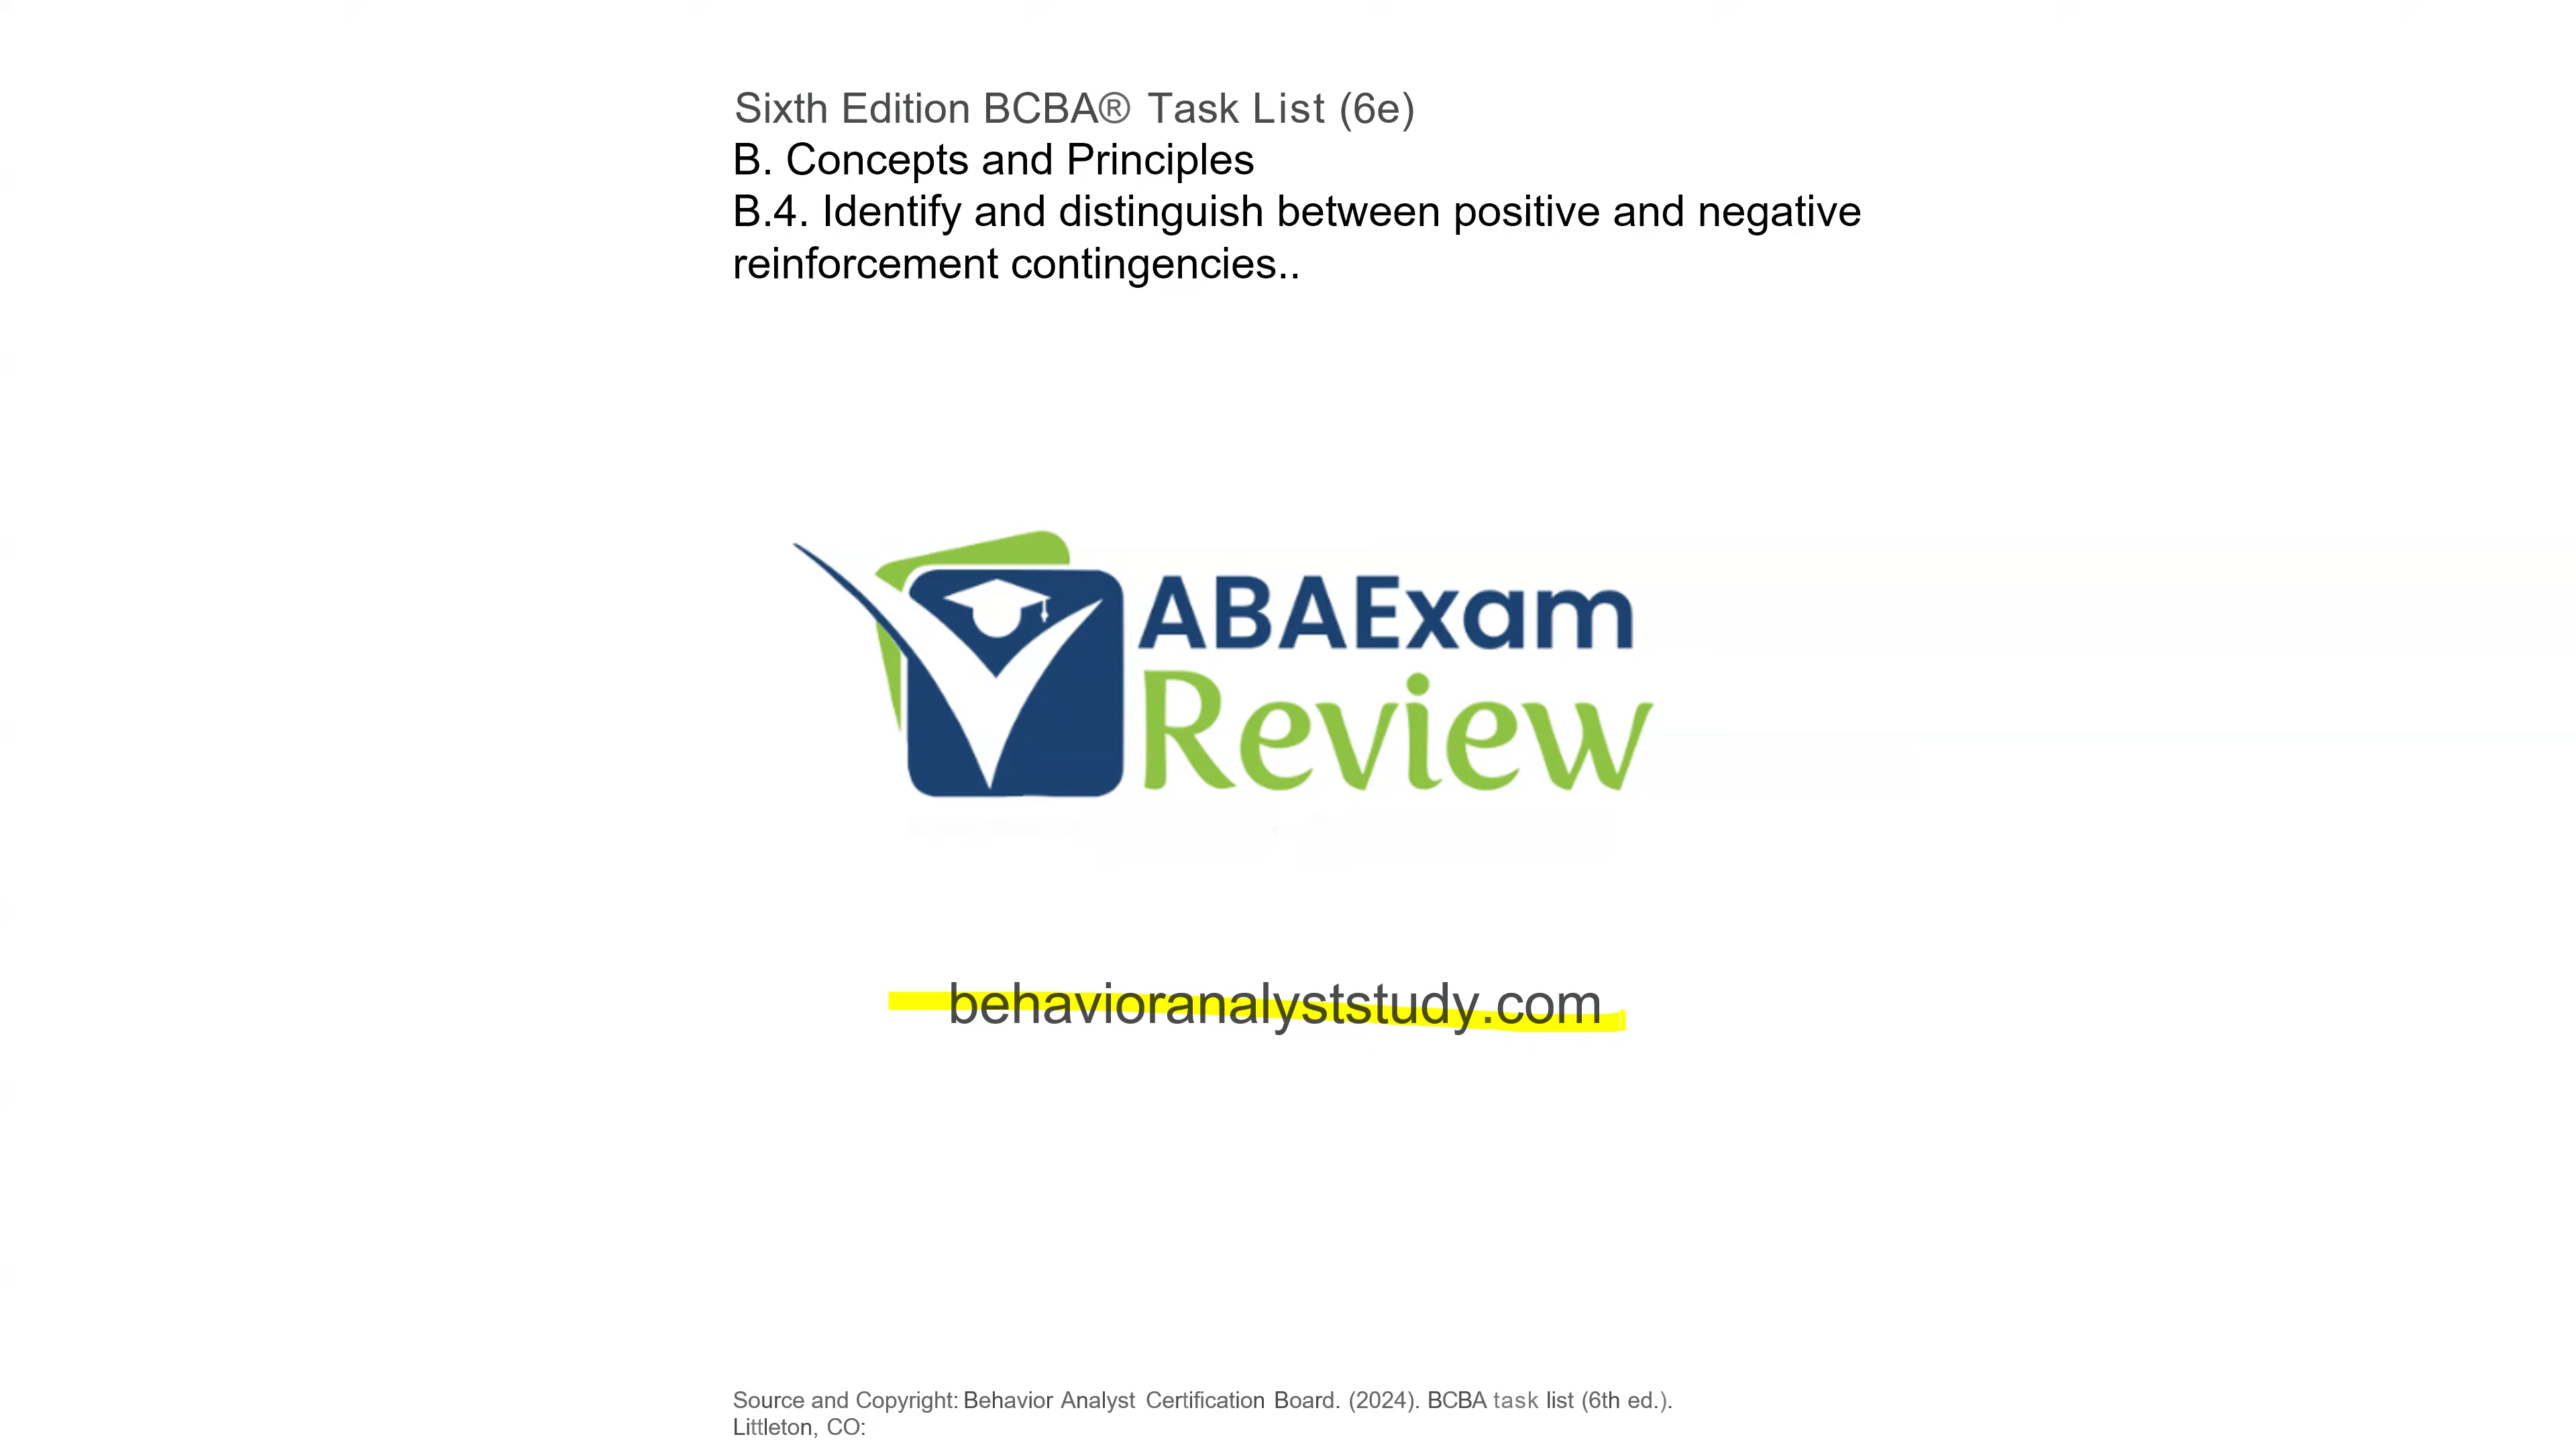 Sixth Edition BCBA® Task List (6e)
B. Concepts and Principles
B.4. Identify and distinguish between positive and negative
reinforcement contingencies..
ABAExam
Review
behavioranalyststudy.com
Source and Copyright: Behavior Analyst Certification Board. (2024). BCBA task list (6th ed.).
Littleton, CO: